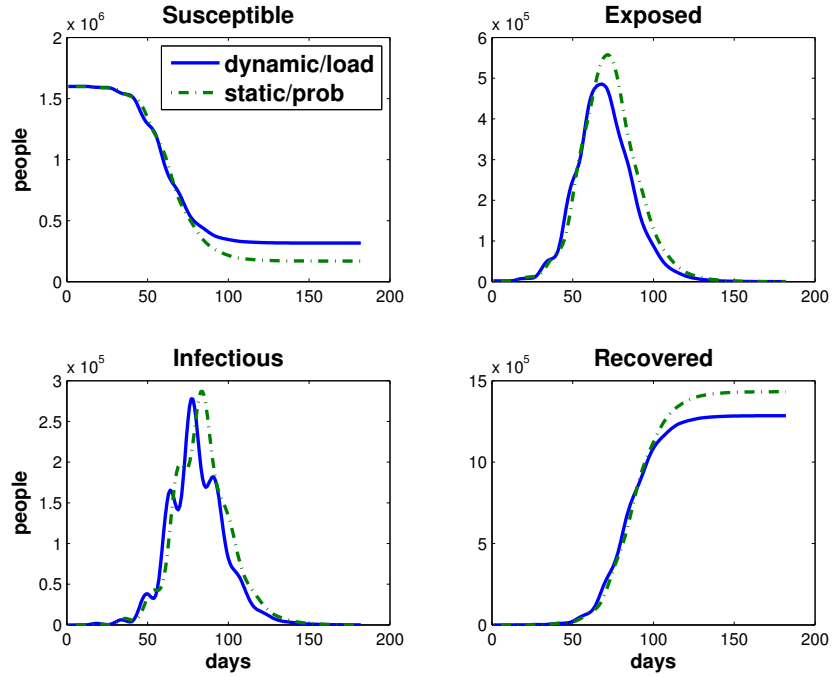 Susceptible
x 10^6
2
1.5
1
0.5
0
0 50 100 150 200
people
dynamic/load
static/prob
Exposed
x 10^5
6
5
4
3
2
1
0
0 50 100 150 200
Infectious
x 10^5
3
2.5
2
1.5
1
0.5
0
0 50 100 150 200
people
days
Recovered
x 10^5
15
10
5
0
0 50 100 150 200
days